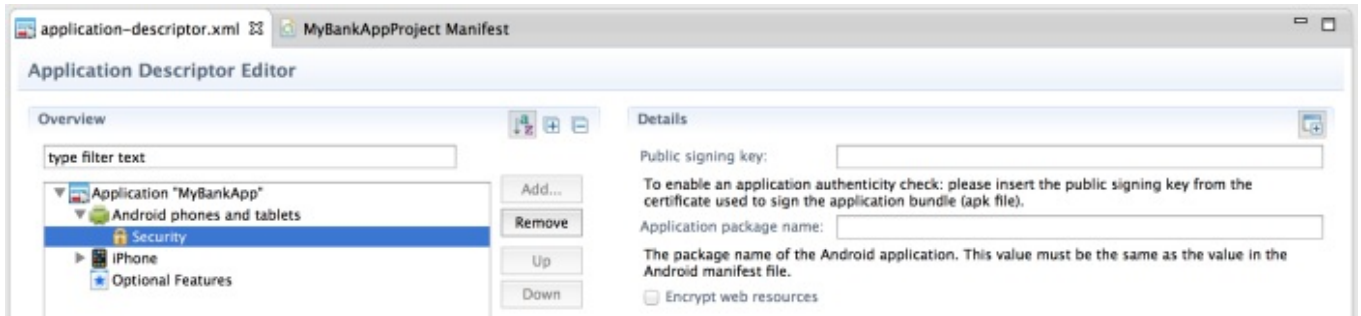 application-descriptor.xml MyBankAppProject Manifest
Application Descriptor Editor
Overview
type filter text
Application "MyBankApp"
Android phones and tablets
Security
iPhone
Optional Features
Add...
Remove
Up
Down
Details
Public signing key:
To enable an application authenticity check: please insert the public signing key from the
certificate used to sign the application bundle (apk file).
Application package name:
The package name of the Android application. This value must be the same as the value in the
Android manifest file.
Encrypt web resources